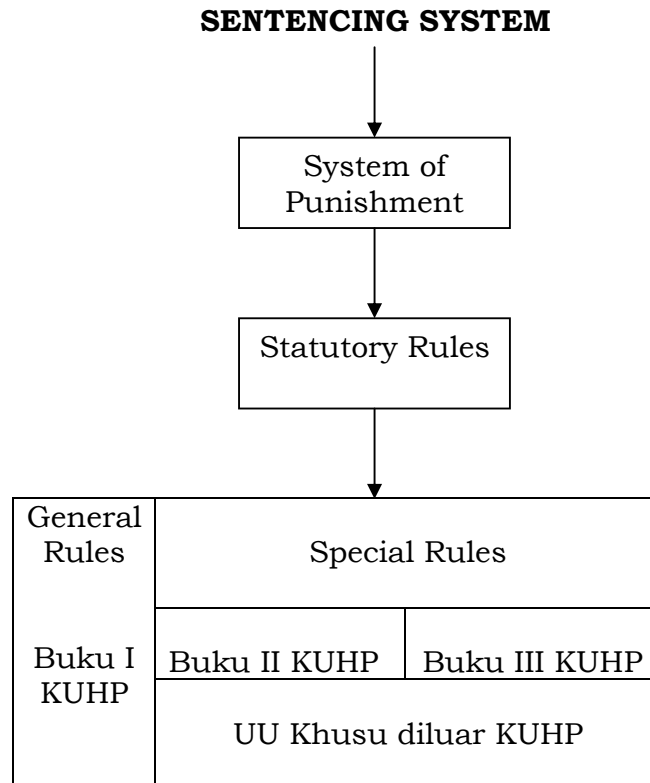 SENTENCING SYSTEM
System of
Punishment
Statutory Rules
General
Rules
Special Rules
Buku I
KUHP
Buku II KUHP
Buku III KUHP
UU Khusu diluar KUHP